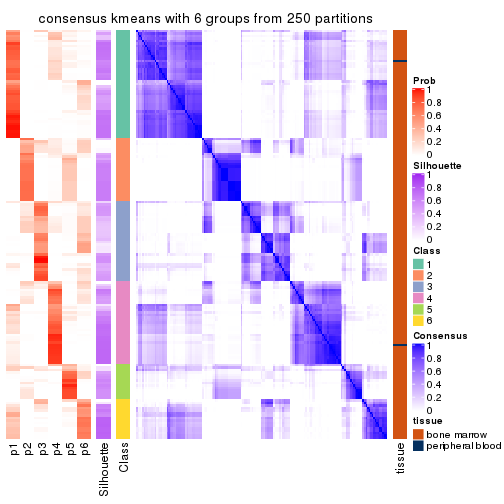 consensus kmeans with 6 groups from 250 partitions
Prob
1
0.8
0.6
0.4
0.2
0
Silhouette
1
0.8
0.6
0.4
0.2
0
Class
1
2
3
4
5
6
Consensus
1
0.8
0.6
0.4
0.2
0
tissue
bone marrow
peripheral blood
p1
p2
p3
p4
p5
p6
Silhouette
Class
tissue